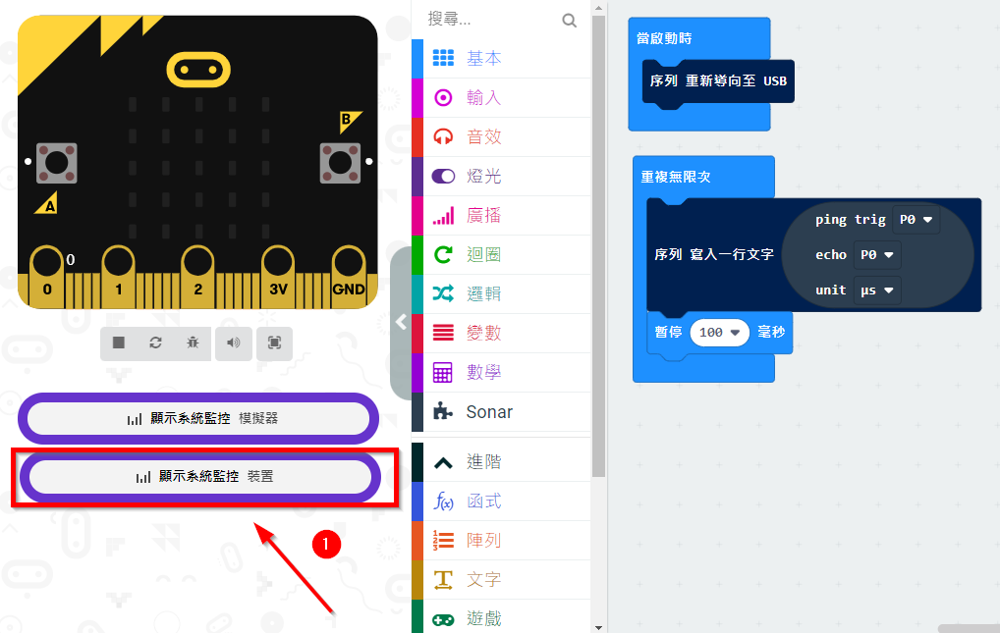 B
A
0
0
1
2
3V
GND
顯示系統監控 模擬器
顯示系統監控 裝置
1
搜尋...
基本
輸入
音效
燈光
廣播
迴圈
邏輯
變數
數學
Sonar
進階
f(x) 函式
陣列
文字
遊戲
當啟動時
序列 重新導向至 USB
重複無限次
序列 寫入一行文字
ping trig P0
echo P0
unit μs
暫停 100 毫秒